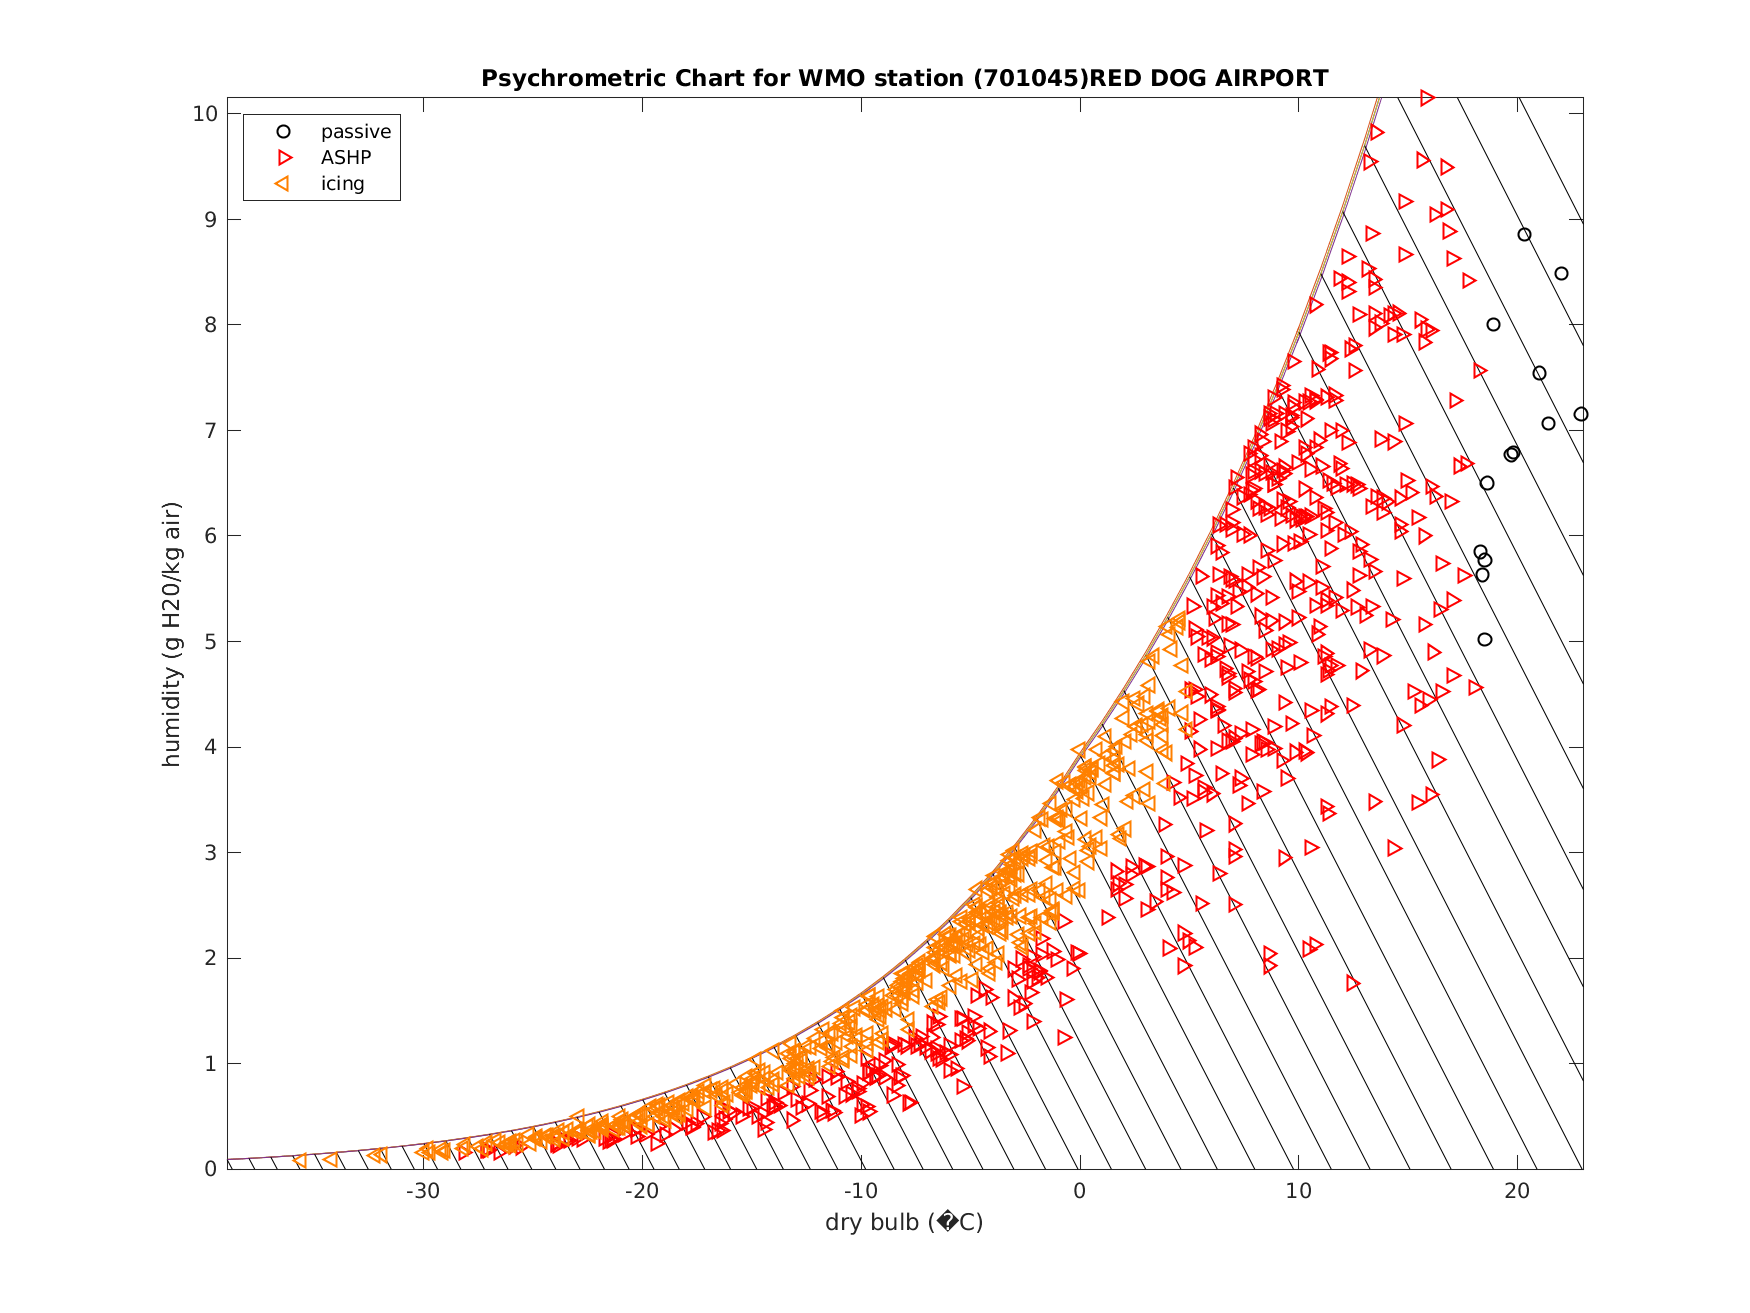 Psychrometric Chart for WMO station (701045)RED DOG AIRPORT
passive
ASHP
icing
10
9
8
7
6
5
4
3
2
1
0
humidity (g H20/kg air)
-30 -20 -10 0 10 20
dry bulb (�C)